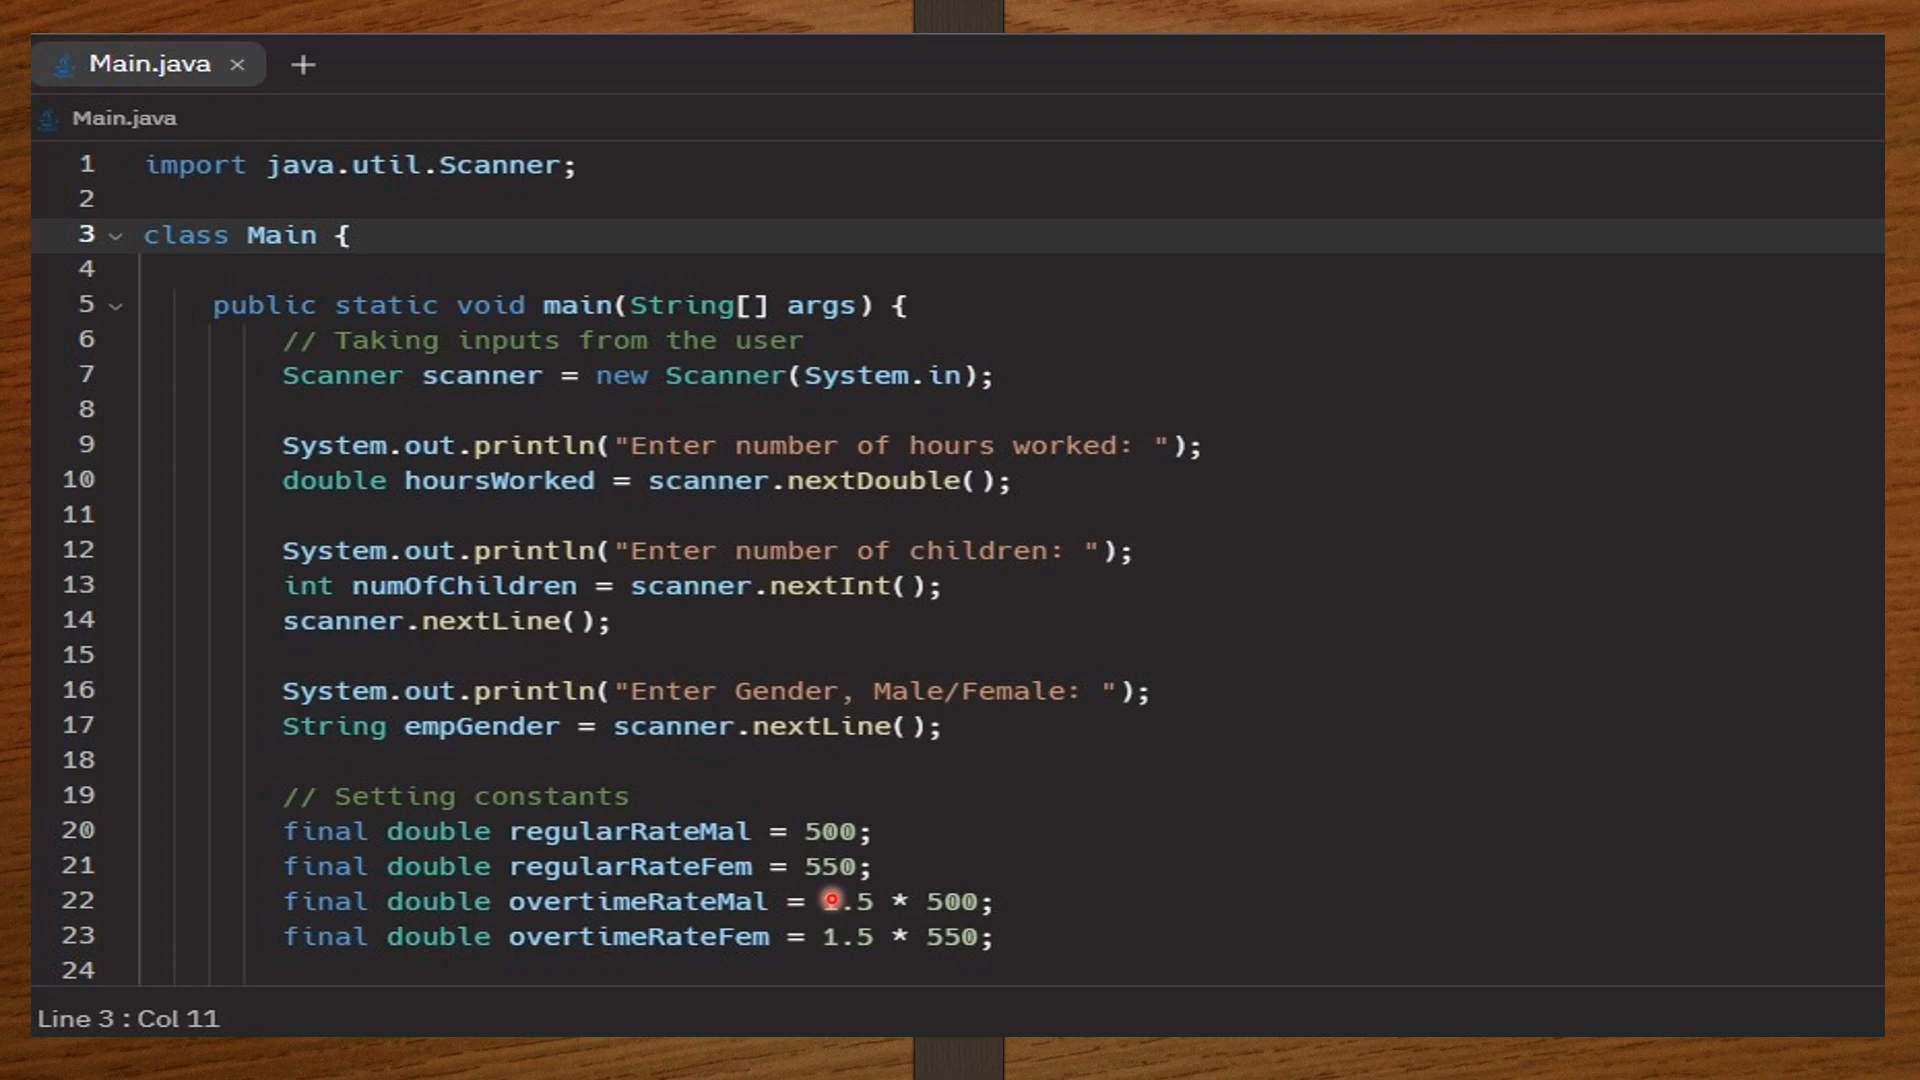 Main.java × +
Main.java
1 import java.util.Scanner;
2
3 class Main {
4
5 public static void main(String[] args) {
6 // Taking inputs from the user
7 Scanner scanner = new Scanner(System.in);
8
9 System.out.println("Enter number of hours worked: ");
10 double hoursWorked = scanner.nextDouble();
11
12 System.out.println("Enter number of children: ");
13 int numOfChildren = scanner.nextInt();
14 scanner.nextLine();
15
16 System.out.println("Enter Gender, Male/Female: ");
17 String empGender = scanner.nextLine();
18
19 // Setting constants
20 final double regularRateMal = 500;
21 final double regularRateFem = 550;
22 final double overtimeRateMal = .5 * 500;
23 final double overtimeRateFem = 1.5 * 550;
24
Line 3 : Col 11